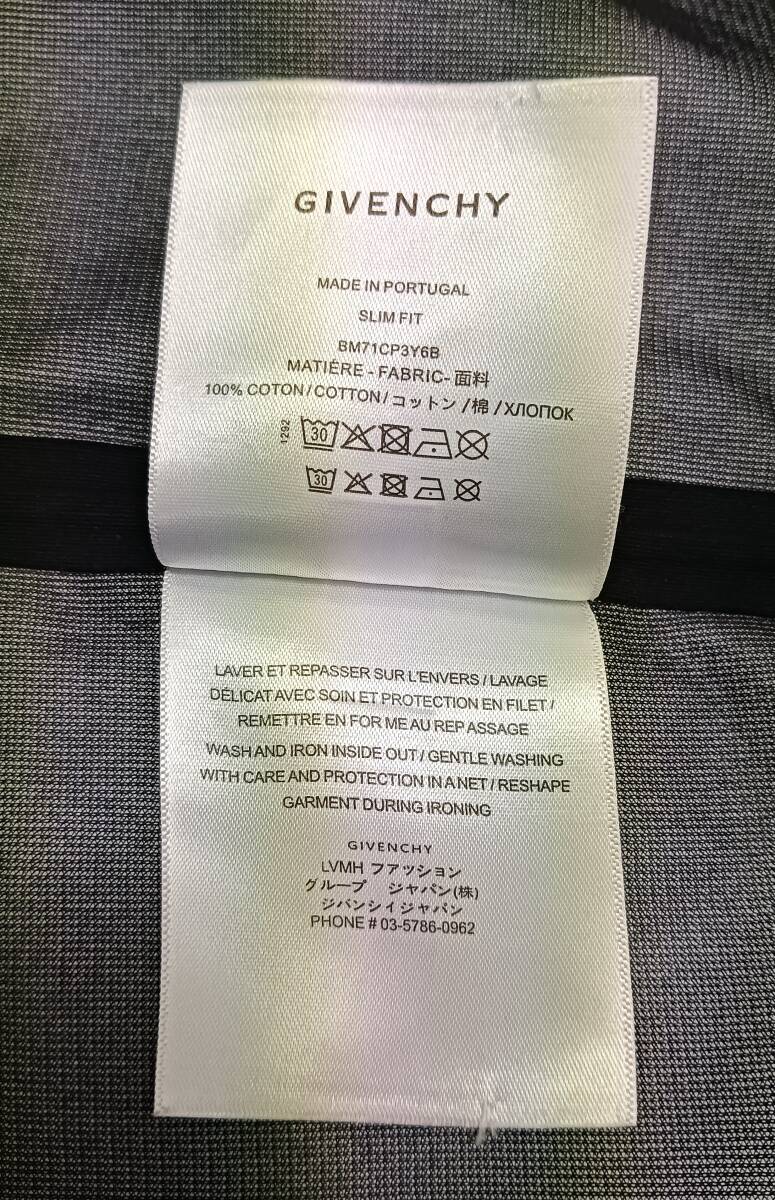 GIVENCHY
MADE IN PORTUGAL
SLIM FIT
BM71CP3Y6B
MATIÈRE - FABRIC- 面料
100% COTON / COTTON / コットン / 棉 / ХЛОПОК
1292
30
30
LAVER ET REPASSER SUR L'ENVERS / LAVAGE
DÉLICAT AVEC SOIN ET PROTECTION EN FILET /
REMETTRE EN FOR ME AU REP ASSAGE
WASH AND IRON INSIDE OUT / GENTLE WASHING
WITH CARE AND PROTECTION IN A NET / RESHAPE
GARMENT DURING IRONING
GIVENCHY
LVMH ファッション
グループ ジャパン(株)
ジバンシイジャパン
PHONE # 03-5786-0962